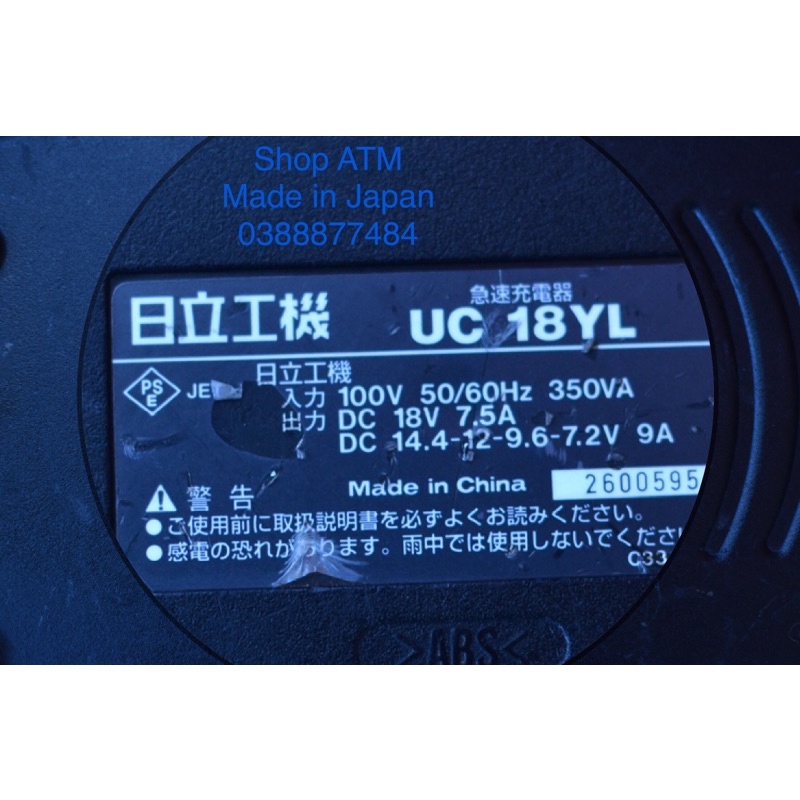 Shop ATM
Made in Japan
0388877484
急速充電器
日立工機 UC 18YL
PSE JET
日立工機
入力 100V 50/60Hz 350VA
出力 DC 18V 7.5A
DC 14.4-12-9.6-7.2V 9A
Made in China 2600595
警告
●ご使用前に取扱説明書を必ずよくお読みください。
●感電の恐れがあります。雨中では使用しないでくださ
C33
>ABS<